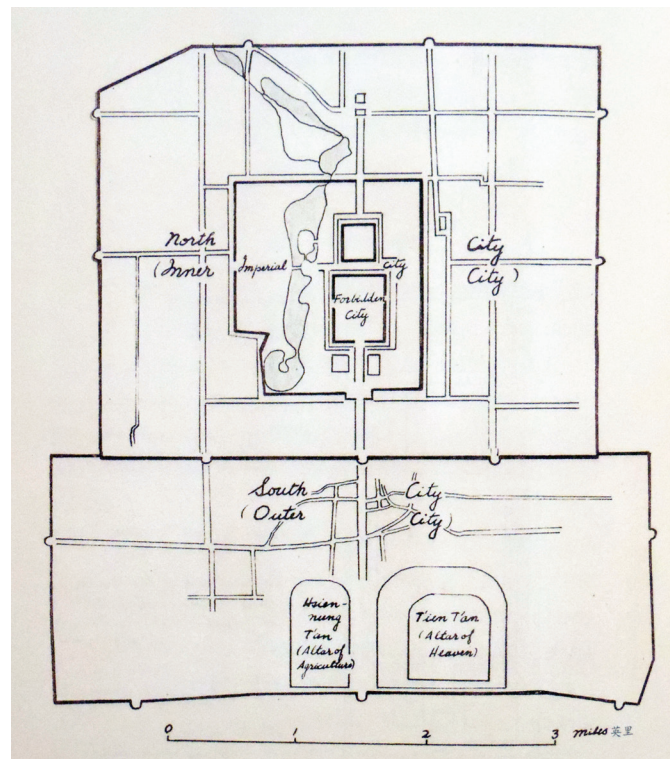 North City
(Inner City)
Imperial City
Forbidden
City
South City
(Outer City)
Hsien-
nung
T'an
(Altar of
Agriculture)
T'ien T'an
(Altar of
Heaven)
0 1 2 3 miles 英里